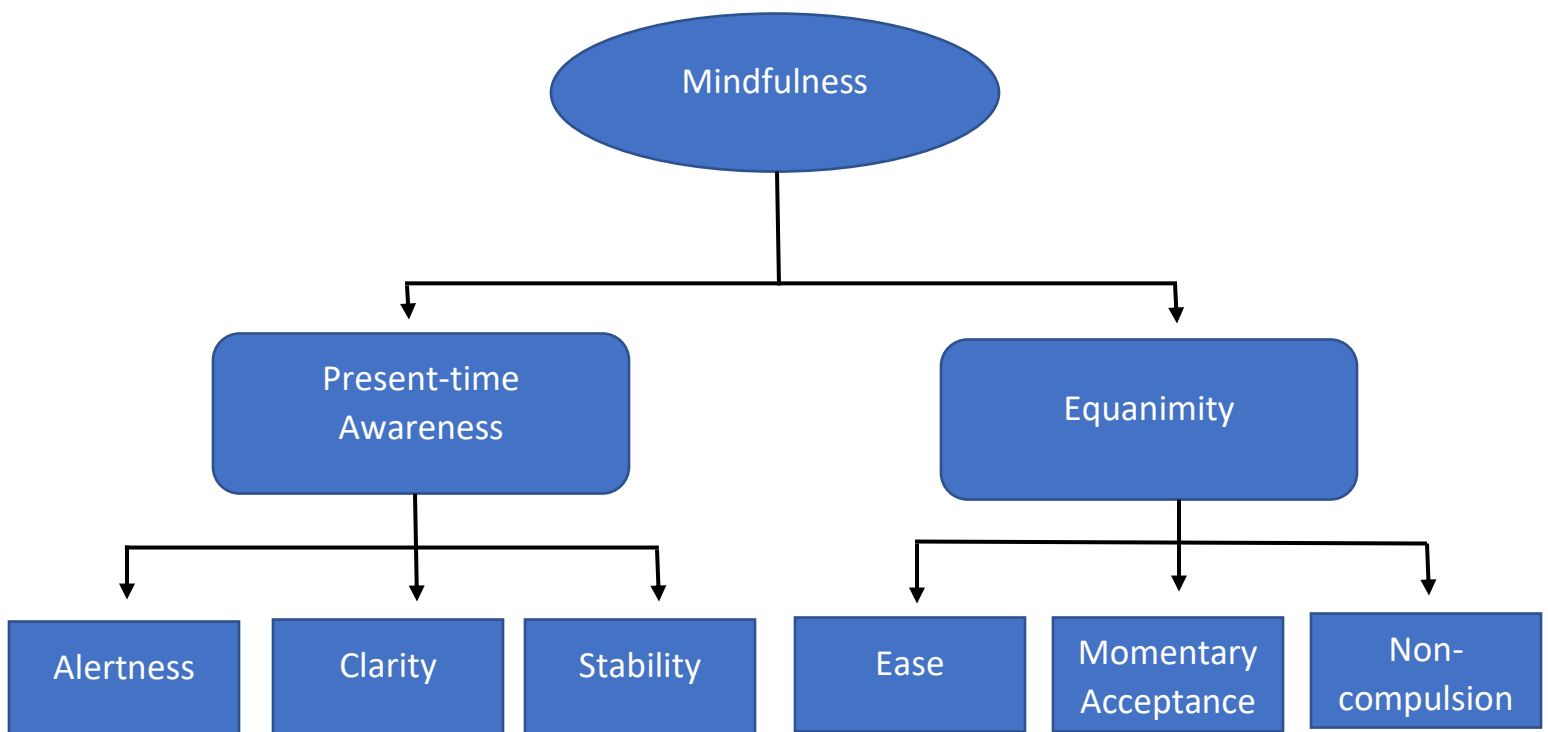 Mindfulness
Present-time
Awareness
Equanimity
Alertness
Clarity
Stability
Ease
Momentary
Acceptance
Non-
compulsion